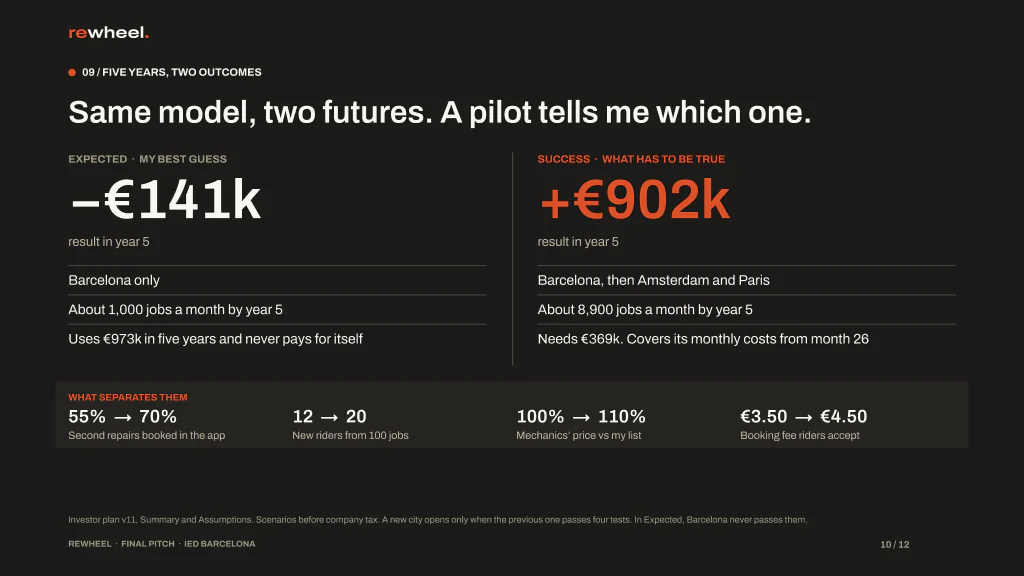 rewheel.
09 / FIVE YEARS, TWO OUTCOMES
Same model, two futures. A pilot tells me which one.
EXPECTED · MY BEST GUESS
–€141k
result in year 5
Barcelona only
About 1,000 jobs a month by year 5
Uses €973k in five years and never pays for itself
SUCCESS · WHAT HAS TO BE TRUE
+€902k
result in year 5
Barcelona, then Amsterdam and Paris
About 8,900 jobs a month by year 5
Needs €369k. Covers its monthly costs from month 26
WHAT SEPARATES THEM
55% → 70%
Second repairs booked in the app
12 → 20
New riders from 100 jobs
100% → 110%
Mechanics' price vs my list
€3.50 → €4.50
Booking fee riders accept
Investor plan v11, Summary and Assumptions. Scenarios before company tax. A new city opens only when the previous one passes four tests. In Expected, Barcelona never passes them.
REWHEEL · FINAL PITCH · IED BARCELONA
10 / 12